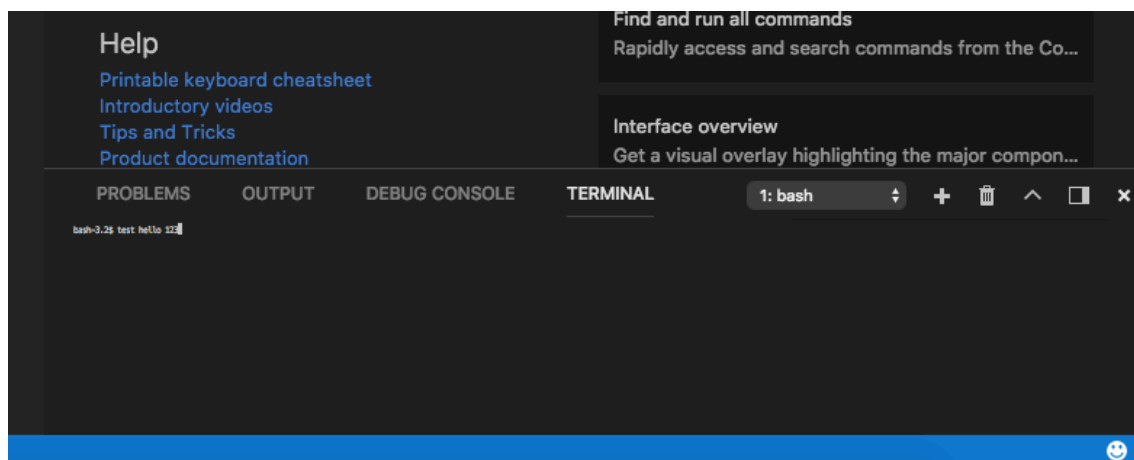 Help
Printable keyboard cheatsheet
Introductory videos
Tips and Tricks
Product documentation
Find and run all commands
Rapidly access and search commands from the Co...
Interface overview
Get a visual overlay highlighting the major compon...
PROBLEMS OUTPUT DEBUG CONSOLE TERMINAL 1: bash
bash-3.2$ test hello 123